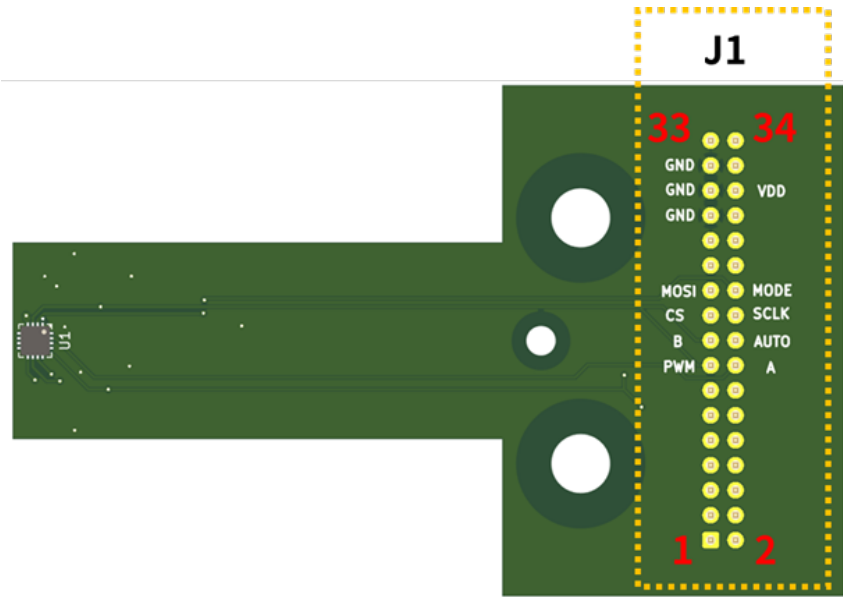 J1
33 34
GND
GND VDD
GND
MOSI MODE
CS SCLK
U1
B AUTO
PWM A
1 2